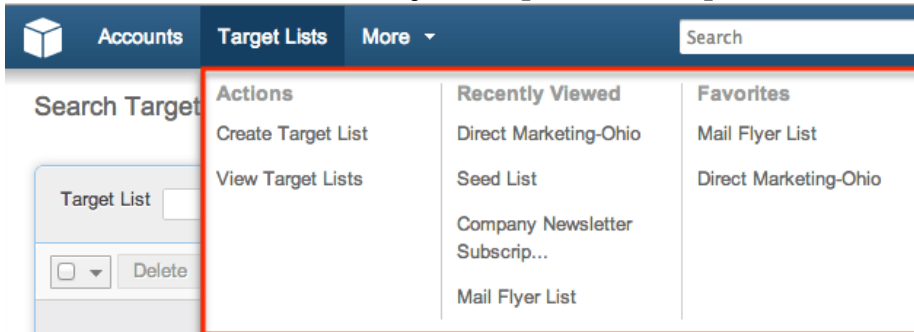 Accounts Target Lists More Search
Search Target
Actions
Create Target List
View Target Lists
Recently Viewed
Direct Marketing-Ohio
Seed List
Company Newsletter
Subscrip...
Mail Flyer List
Favorites
Mail Flyer List
Direct Marketing-Ohio
Target List
Delete